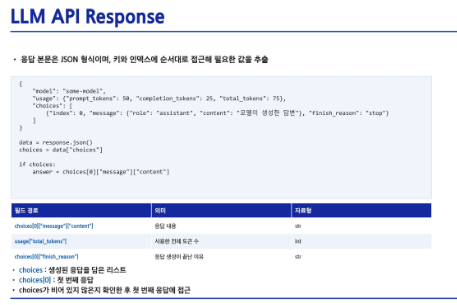 LLM API Response
• 응답 본문은 JSON 형식이며, 키와 인덱스에 순서대로 접근해 필요한 값을 추출
{
    "model": "some-model",
    "usage": {"prompt_tokens": 50, "completion_tokens": 25, "total_tokens": 75},
    "choices": [
        {"index": 0, "message": {"role": "assistant", "content": "모델이 생성한 답변"}, "finish_reason": "stop"}
    ]
}
data = response.json()
choices = data["choices"]
if choices:
    answer = choices[0]["message"]["content"]
필드 경로 의미 자료형
choices[0]["message"]["content"] 응답 내용 str
usage["total_tokens"] 사용한 전체 토큰 수 int
choices[0]["finish_reason"] 응답 생성이 끝난 이유 str
• choices : 생성된 응답을 담은 리스트
• choices[0] : 첫 번째 응답
• choices가 비어 있지 않은지 확인한 후 첫 번째 응답에 접근